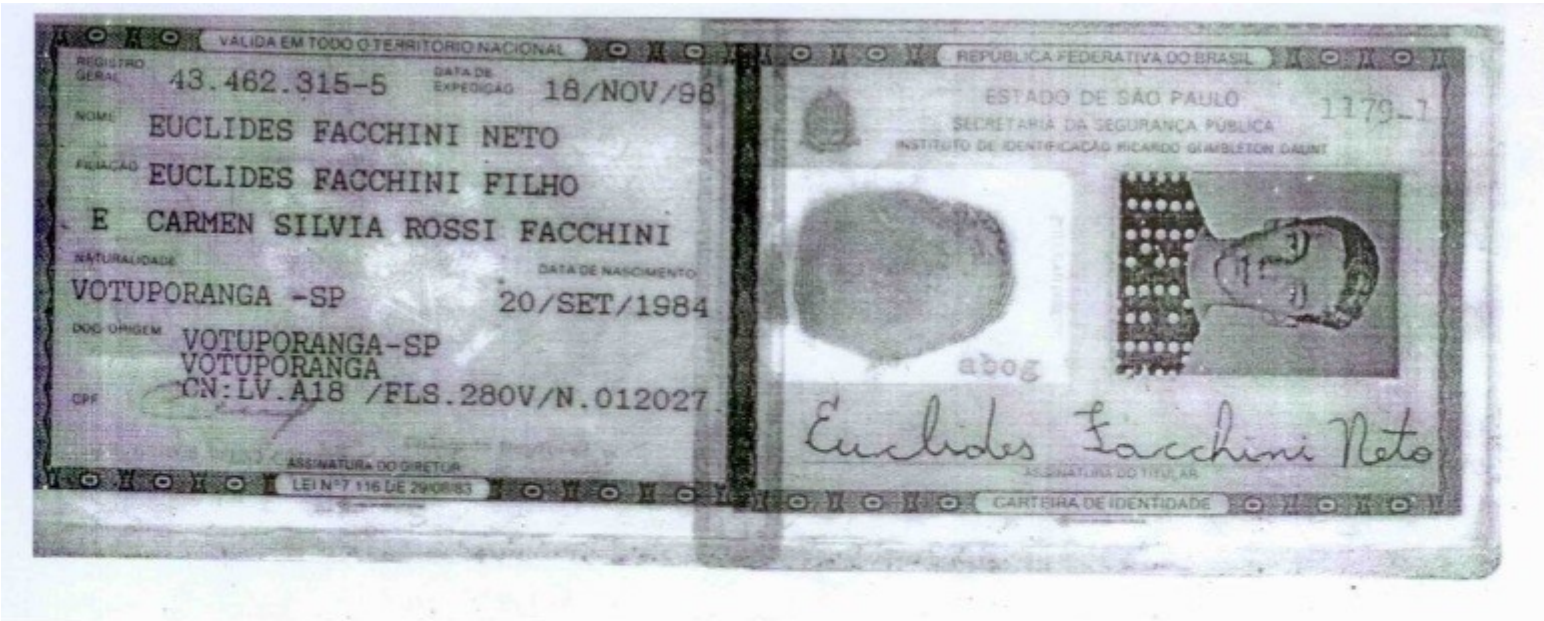 VÁLIDA EM TODO O TERRITÓRIO NACIONAL
REGISTRO GERAL 43.462.315-5 DATA DE EXPEDIÇÃO 18/NOV/98
NOME EUCLIDES FACCHINI NETO
FILIAÇÃO EUCLIDES FACCHINI FILHO
E CARMEN SILVIA ROSSI FACCHINI
NATURALIDADE DATA DE NASCIMENTO
VOTUPORANGA -SP 20/SET/1984
DOC ORIGEM VOTUPORANGA-SP
VOTUPORANGA
CN:LV.A18 /FLS.280V/N.012027
CPF
ASSINATURA DO DIRETOR
LEI Nº 7.116 DE 29/08/83
REPÚBLICA FEDERATIVA DO BRASIL
ESTADO DE SÃO PAULO 1179-1
SECRETARIA DA SEGURANÇA PÚBLICA
INSTITUTO DE IDENTIFICAÇÃO RICARDO GUMBLETON DAUNT
abog
Euclides Facchini Neto
ASSINATURA DO TITULAR
CARTEIRA DE IDENTIDADE